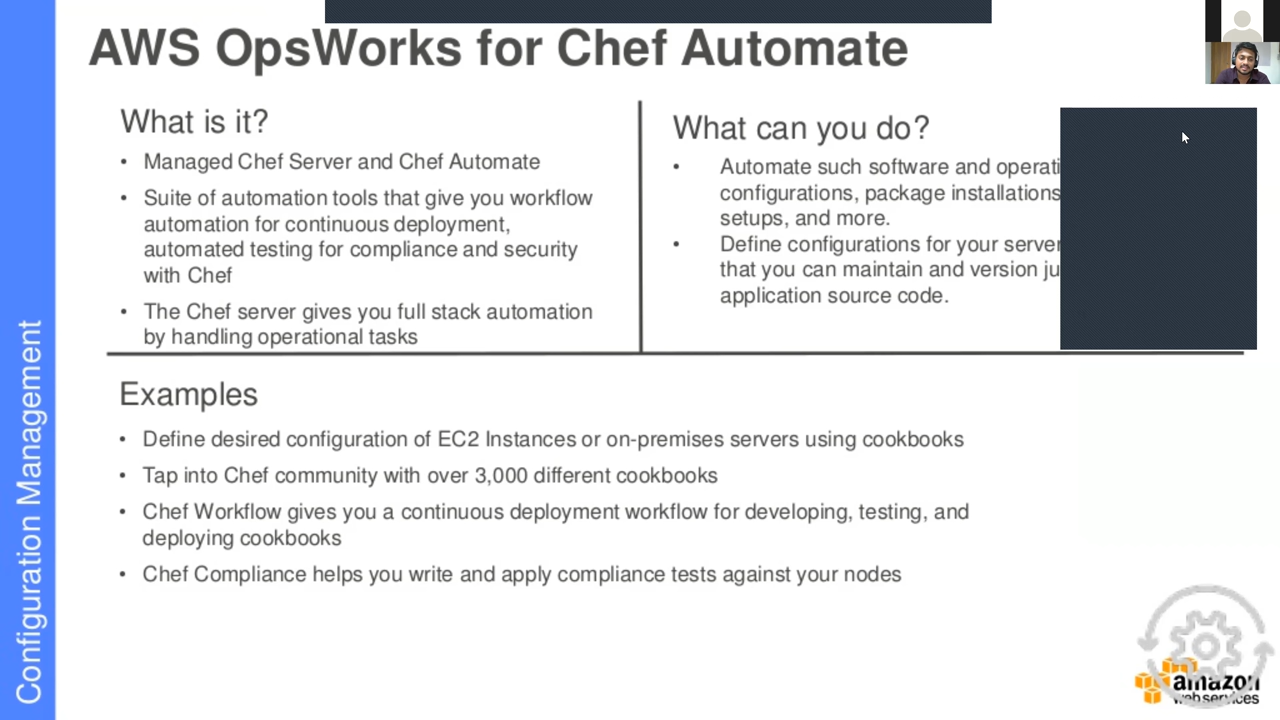 AWS OpsWorks for Chef Automate
What is it?
• Managed Chef Server and Chef Automate
• Suite of automation tools that give you workflow
automation for continuous deployment,
automated testing for compliance and security
with Chef
• The Chef server gives you full stack automation
by handling operational tasks
What can you do?
• Automate such software and operati
configurations, package installations
setups, and more.
• Define configurations for your server
that you can maintain and version ju
application source code.
Examples
• Define desired configuration of EC2 Instances or on-premises servers using cookbooks
• Tap into Chef community with over 3,000 different cookbooks
• Chef Workflow gives you a continuous deployment workflow for developing, testing, and
deploying cookbooks
• Chef Compliance helps you write and apply compliance tests against your nodes
Configuration Management
amazon
webservices